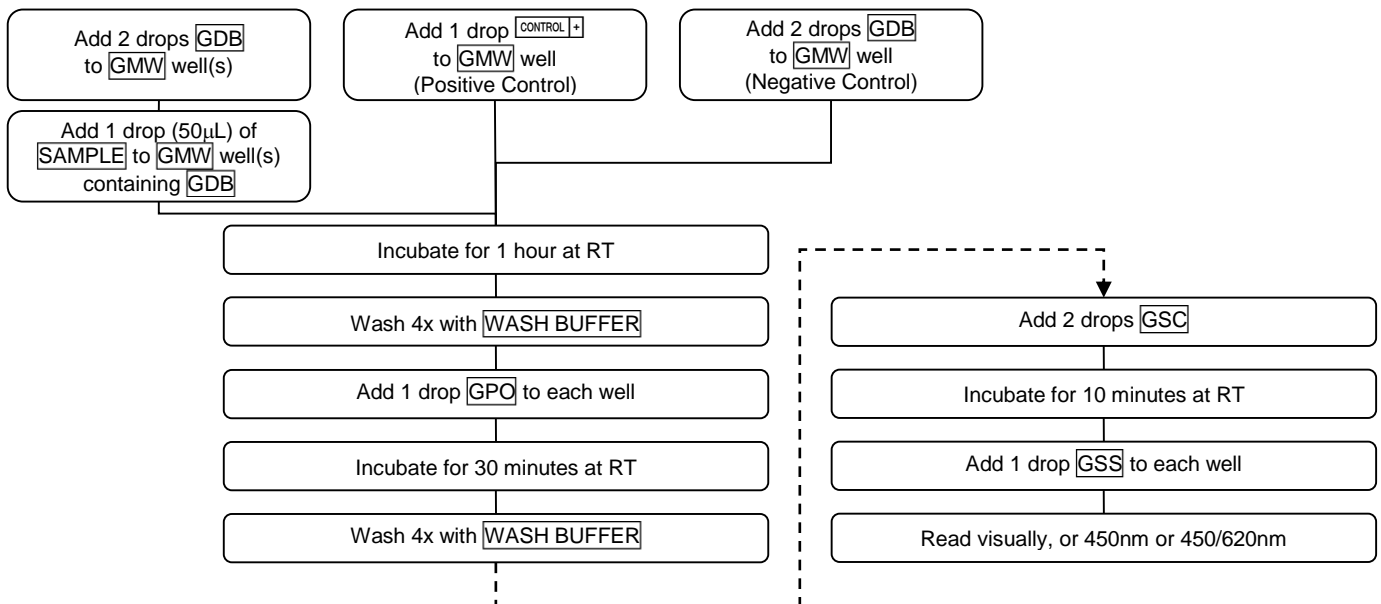 Add 2 drops GDB
to GMW well(s)
Add 1 drop (50μL) of
SAMPLE to GMW well(s)
containing GDB
Add 1 drop CONTROL +
to GMW well
(Positive Control)
Add 2 drops GDB
to GMW well
(Negative Control)
Incubate for 1 hour at RT
Wash 4x with WASH BUFFER
Add 1 drop GPO to each well
Incubate for 30 minutes at RT
Wash 4x with WASH BUFFER
Add 2 drops GSC
Incubate for 10 minutes at RT
Add 1 drop GSS to each well
Read visually, or 450nm or 450/620nm